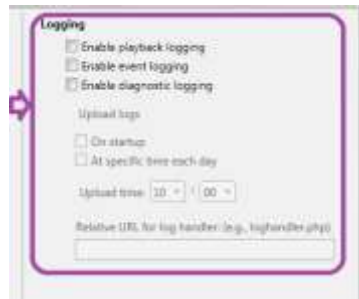 Logging
Enable playback logging
Enable event logging
Enable diagnostic logging
Upload logs
On startup
At specific time each day
Upload time: 10 : 00
Relative URL for log handler: (e.g., loghandler.php)